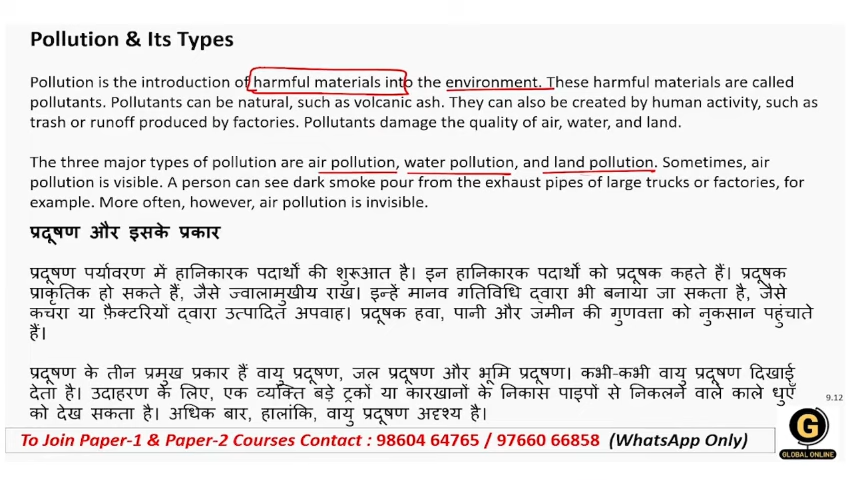 Pollution & Its Types
Pollution is the introduction of harmful materials into the environment. These harmful materials are called
pollutants. Pollutants can be natural, such as volcanic ash. They can also be created by human activity, such as
trash or runoff produced by factories. Pollutants damage the quality of air, water, and land.
The three major types of pollution are air pollution, water pollution, and land pollution. Sometimes, air
pollution is visible. A person can see dark smoke pour from the exhaust pipes of large trucks or factories, for
example. More often, however, air pollution is invisible.
प्रदूषण और इसके प्रकार
प्रदूषण पर्यावरण में हानिकारक पदार्थों की शुरूआत है। इन हानिकारक पदार्थों को प्रदूषक कहते हैं। प्रदूषक
प्राकृतिक हो सकते हैं, जैसे ज्वालामुखीय राख। इन्हें मानव गतिविधि द्वारा भी बनाया जा सकता है, जैसे
कचरा या फ़ैक्टरियों द्वारा उत्पादित अपवाह। प्रदूषक हवा, पानी और जमीन की गुणवत्ता को नुकसान पहुंचाते
हैं।
प्रदूषण के तीन प्रमुख प्रकार हैं वायु प्रदूषण, जल प्रदूषण और भूमि प्रदूषण। कभी-कभी वायु प्रदूषण दिखाई
देता है। उदाहरण के लिए, एक व्यक्ति बड़े ट्रकों या कारखानों के निकास पाइपों से निकलने वाले काले धुएँ
को देख सकता है। अधिक बार, हालांकि, वायु प्रदूषण अदृश्य है।
9.12
To Join Paper-1 & Paper-2 Courses Contact : 98604 64765 / 97660 66858 (WhatsApp Only)
G
GLOBAL ONLINE